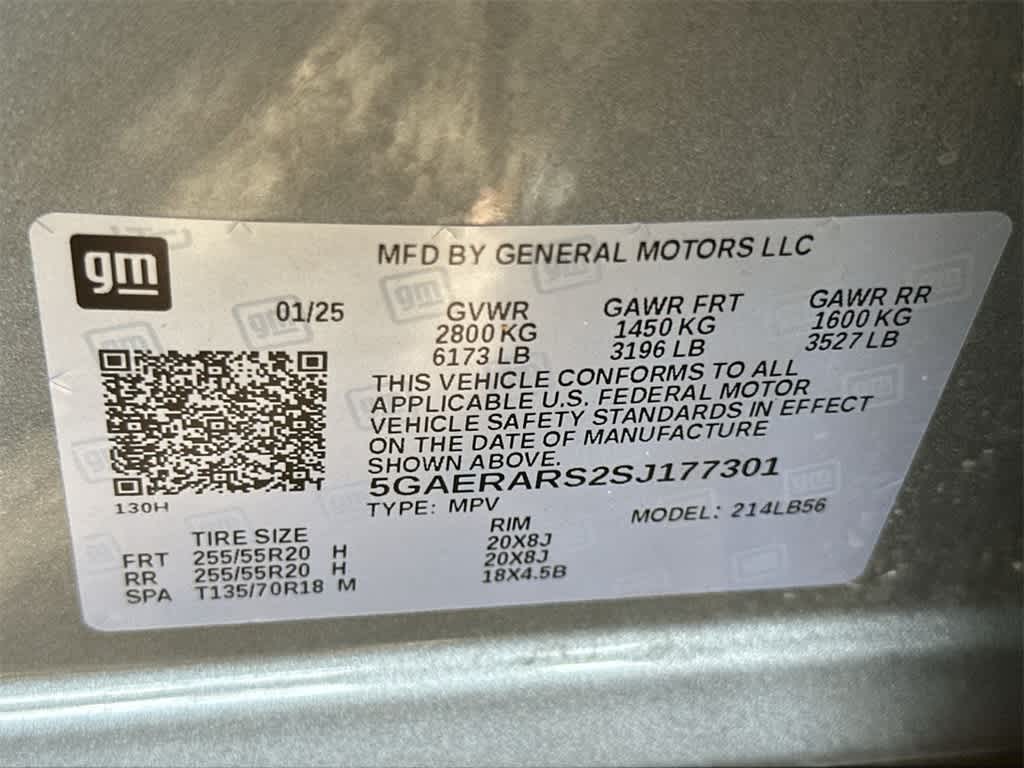 gm
MFD BY GENERAL MOTORS LLC
01/25
GVWR GAWR FRT GAWR RR
2800 KG 1450 KG 1600 KG
6173 LB 3196 LB 3527 LB
THIS VEHICLE CONFORMS TO ALL
APPLICABLE U.S. FEDERAL MOTOR
VEHICLE SAFETY STANDARDS IN EFFECT
ON THE DATE OF MANUFACTURE
SHOWN ABOVE.
5GAERARS2SJ177301
130H
TYPE: MPV MODEL: 214LB56
TIRE SIZE RIM
FRT 255/55R20 H 20X8J
RR 255/55R20 H 20X8J
SPA T135/70R18 M 18X4.5B